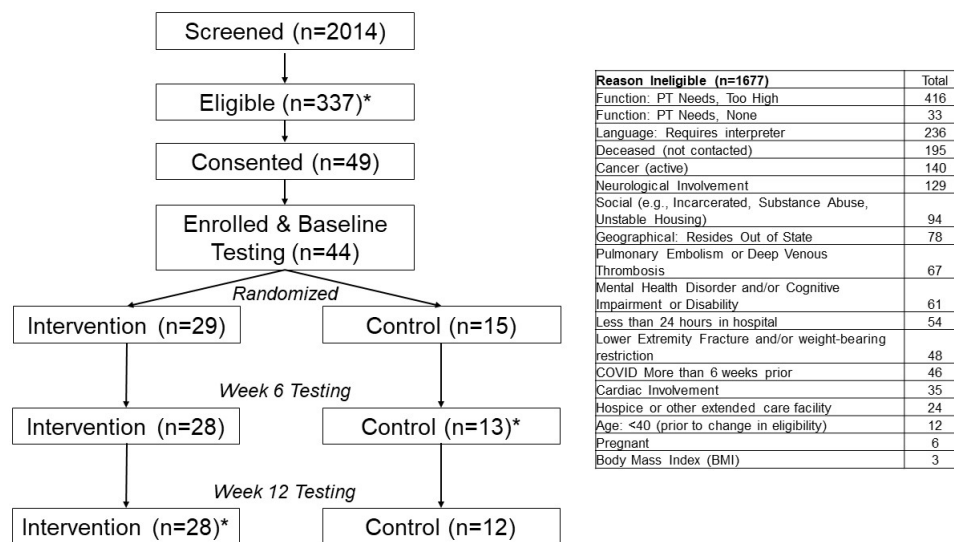 Screened (n=2014)
Eligible (n=337)*
Consented (n=49)
Enrolled & Baseline
Testing (n=44)
Randomized
Intervention (n=29)
Control (n=15)
Week 6 Testing
Intervention (n=28)
Control (n=13)*
Week 12 Testing
Intervention (n=28)*
Control (n=12)
Reason Ineligible (n=1677) Total
Function: PT Needs, Too High 416
Function: PT Needs, None 33
Language: Requires interpreter 236
Deceased (not contacted) 195
Cancer (active) 140
Neurological Involvement 129
Social (e.g., Incarcerated, Substance Abuse,
Unstable Housing) 94
Geographical: Resides Out of State 78
Pulmonary Embolism or Deep Venous
Thrombosis 67
Mental Health Disorder and/or Cognitive
Impairment or Disability 61
Less than 24 hours in hospital 54
Lower Extremity Fracture and/or weight-bearing
restriction 48
COVID More than 6 weeks prior 46
Cardiac Involvement 35
Hospice or other extended care facility 24
Age: <40 (prior to change in eligibility) 12
Pregnant 6
Body Mass Index (BMI) 3